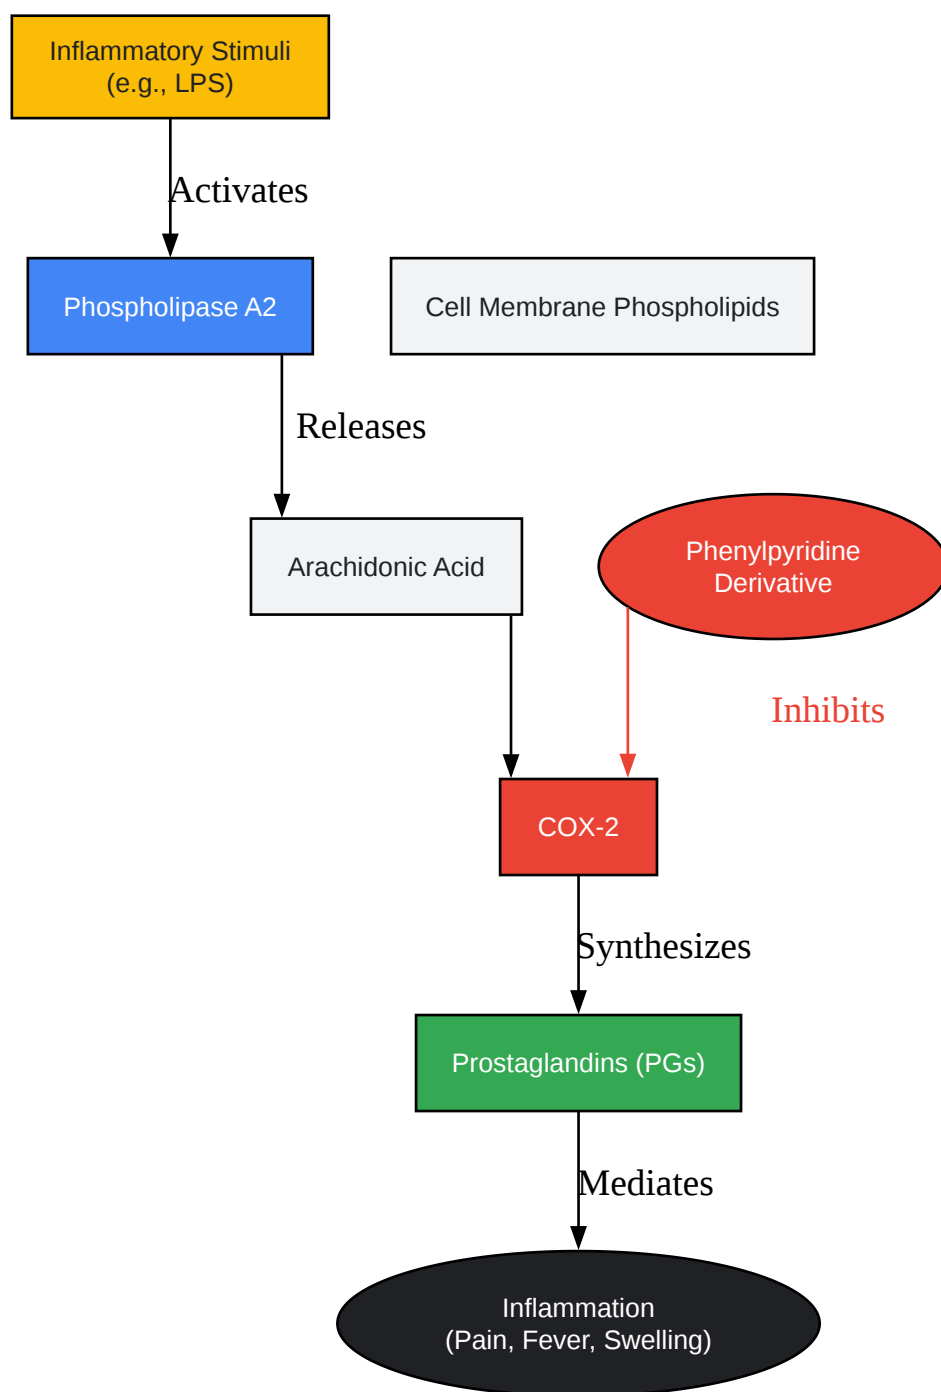 Inflammatory Stimuli
(e.g., LPS)
Activates
Phospholipase A2
Cell Membrane Phospholipids
Releases
Arachidonic Acid
Phenylpyridine
Derivative
Inhibits
COX-2
Synthesizes
Prostaglandins (PGs)
Mediates
Inflammation
(Pain, Fever, Swelling)